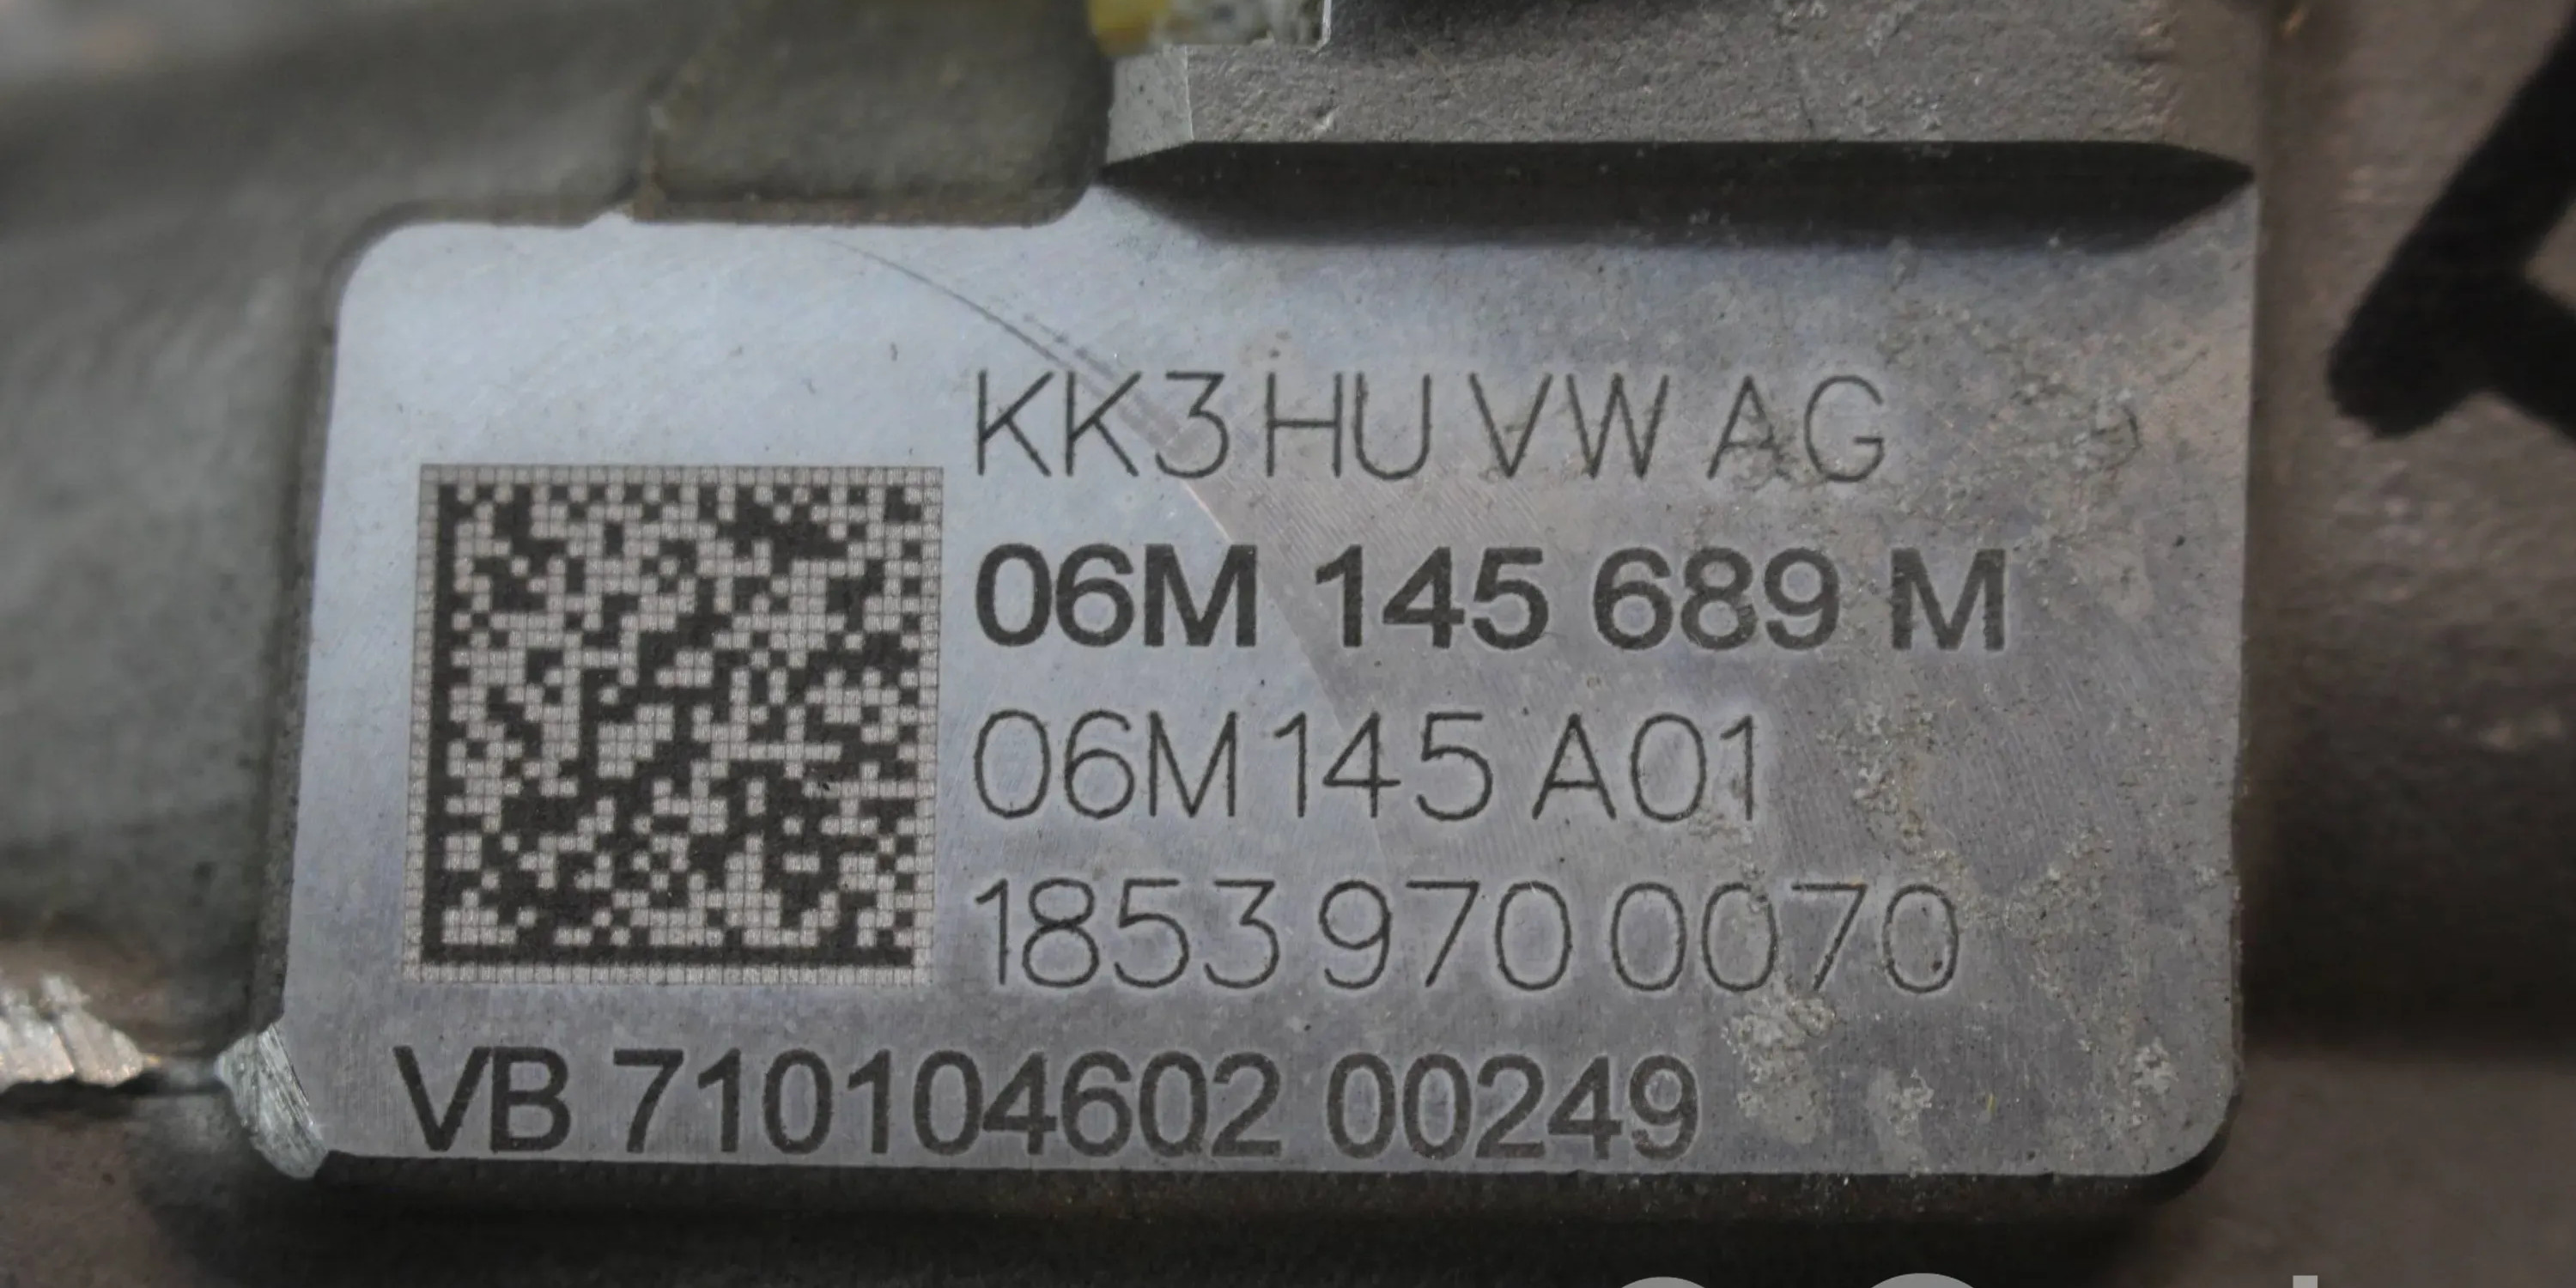 KK3 HU VW AG
06M 145 689 M
06M 145 A01
1853 970 0070
VB 710104602 00249